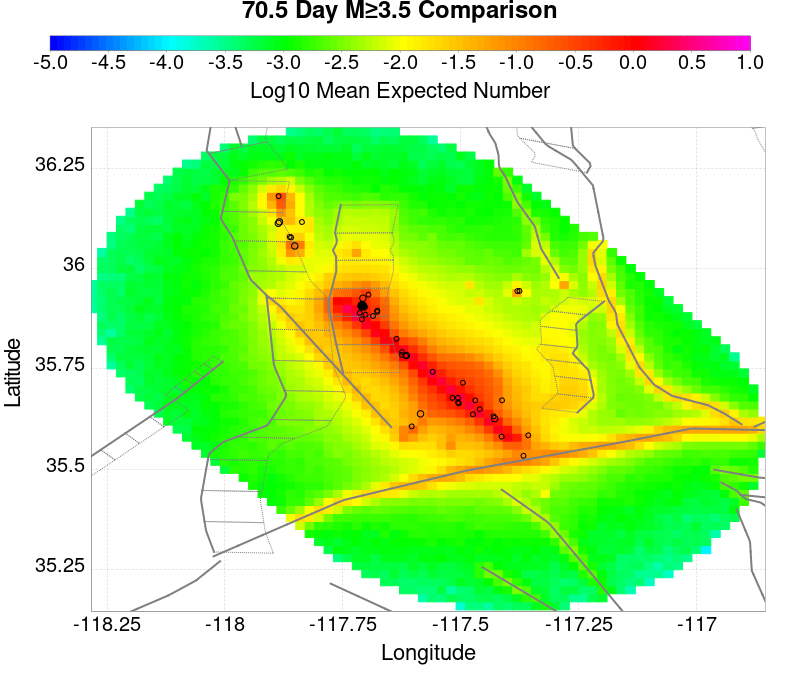 70.5 Day M≥3.5 Comparison
-5.0 -4.5 -4.0 -3.5 -3.0 -2.5 -2.0 -1.5 -1.0 -0.5 0.0 0.5 1.0
Log10 Mean Expected Number
36.25
36
35.75
35.5
35.25
Latitude
-118.25 -118 -117.75 -117.5 -117.25 -117
Longitude